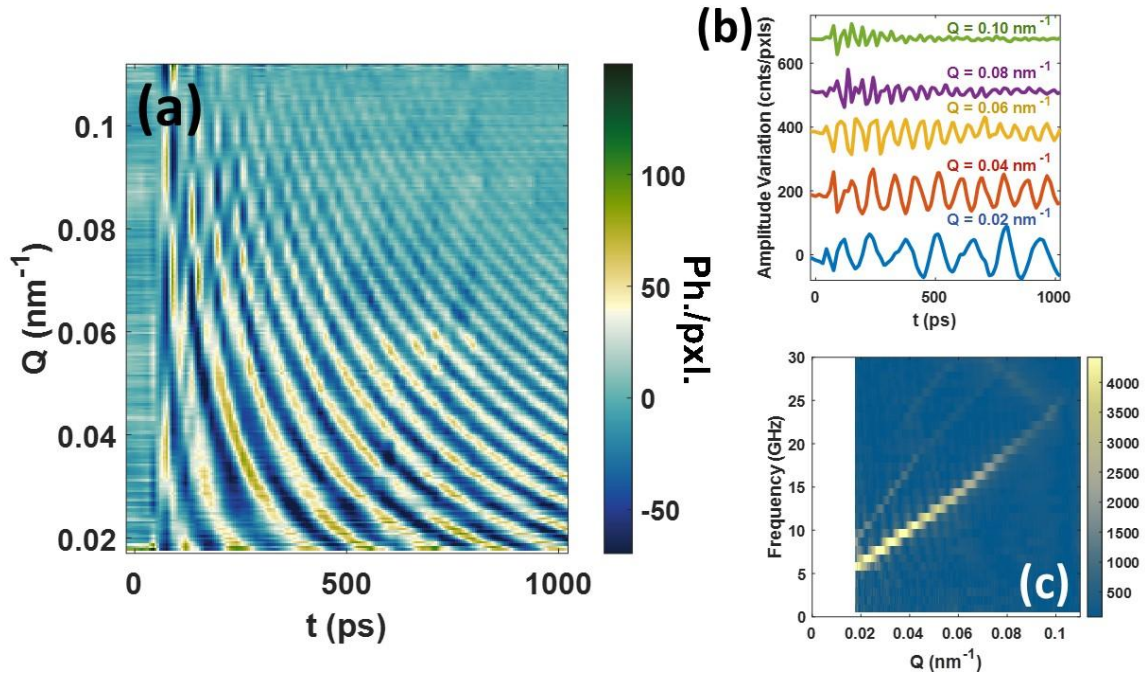 (a)
0.1
0.08
0.06
0.04
0.02
Q (nm⁻¹)
0
500
1000
t (ps)
100
50
0
-50
Ph./pxl.
(b)
600
400
200
0
Amplitude Variation (cnts/pxls)
Q = 0.10 nm⁻¹
Q = 0.08 nm⁻¹
Q = 0.06 nm⁻¹
Q = 0.04 nm⁻¹
Q = 0.02 nm⁻¹
0
500
1000
t (ps)
30
25
20
15
10
5
0
Frequency (GHz)
(c)
0
0.02
0.04
0.06
0.08
0.1
Q (nm⁻¹)
4000
3500
3000
2500
2000
1500
1000
500